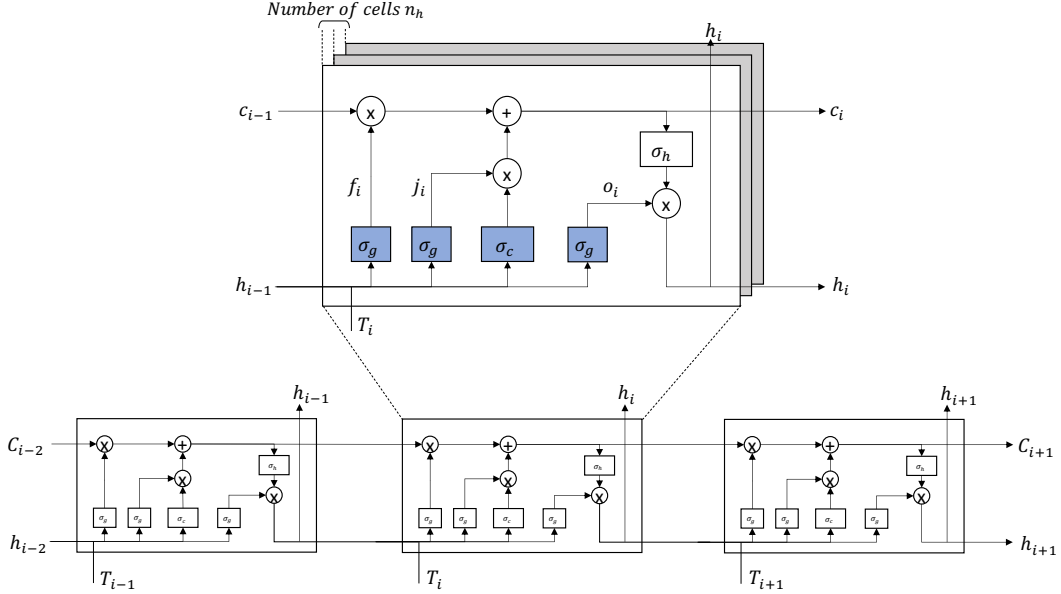 Number of cells n_h
h_i
c_{i−1} x + c_i
σ_h
x
f_i j_i o_i x
σ_g σ_g σ_c σ_g
h_{i−1} h_i
T_i
h_{i−1} h_i h_{i+1}
C_{i−2} x + x + x + C_{i+1}
σ_h σ_h σ_h
x x x
x x x
σ_g σ_g σ_c σ_g σ_g σ_g σ_c σ_g σ_g σ_g σ_c σ_g
h_{i−2} h_{i+1}
T_{i−1} T_i T_{i+1}